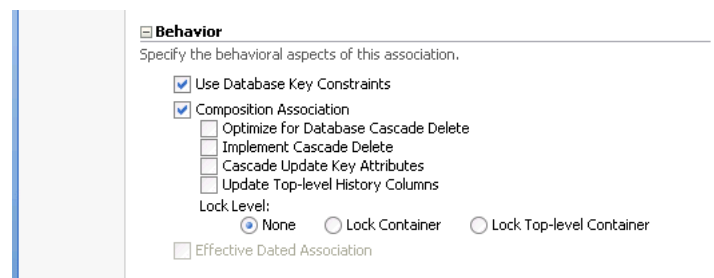 Behavior
Specify the behavioral aspects of this association.
Use Database Key Constraints
Composition Association
Optimize for Database Cascade Delete
Implement Cascade Delete
Cascade Update Key Attributes
Update Top-level History Columns
Lock Level:
None Lock Container Lock Top-level Container
Effective Dated Association